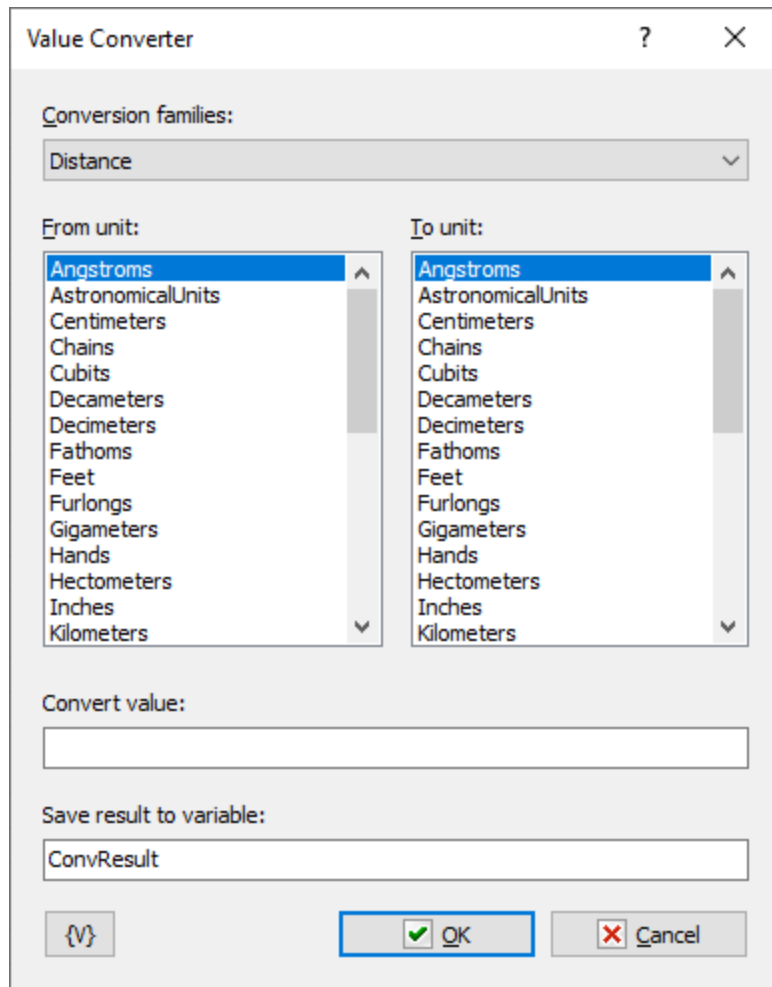 Value Converter ?
Conversion families:
Distance
From unit:
Angstroms
AstronomicalUnits
Centimeters
Chains
Cubits
Decameters
Decimeters
Fathoms
Feet
Furlongs
Gigameters
Hands
Hectometers
Inches
Kilometers
To unit:
Angstroms
AstronomicalUnits
Centimeters
Chains
Cubits
Decameters
Decimeters
Fathoms
Feet
Furlongs
Gigameters
Hands
Hectometers
Inches
Kilometers
Convert value:
Save result to variable:
ConvResult
{V} OK Cancel